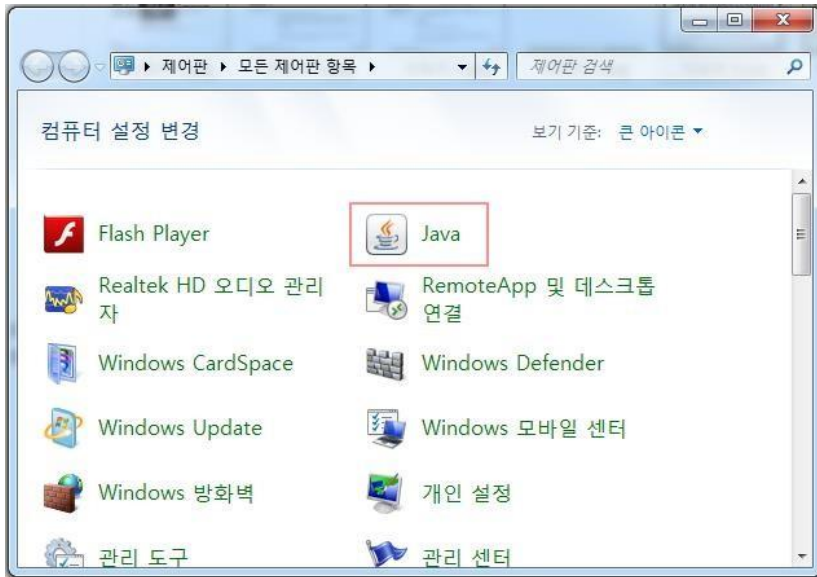 제어판 ▸ 모든 제어판 항목 ▸
제어판 검색
컴퓨터 설정 변경
보기 기준: 큰 아이콘
Flash Player
Java
Realtek HD 오디오 관리
자
RemoteApp 및 데스크톱
연결
Windows CardSpace
Windows Defender
Windows Update
Windows 모바일 센터
Windows 방화벽
개인 설정
관리 도구
관리 센터